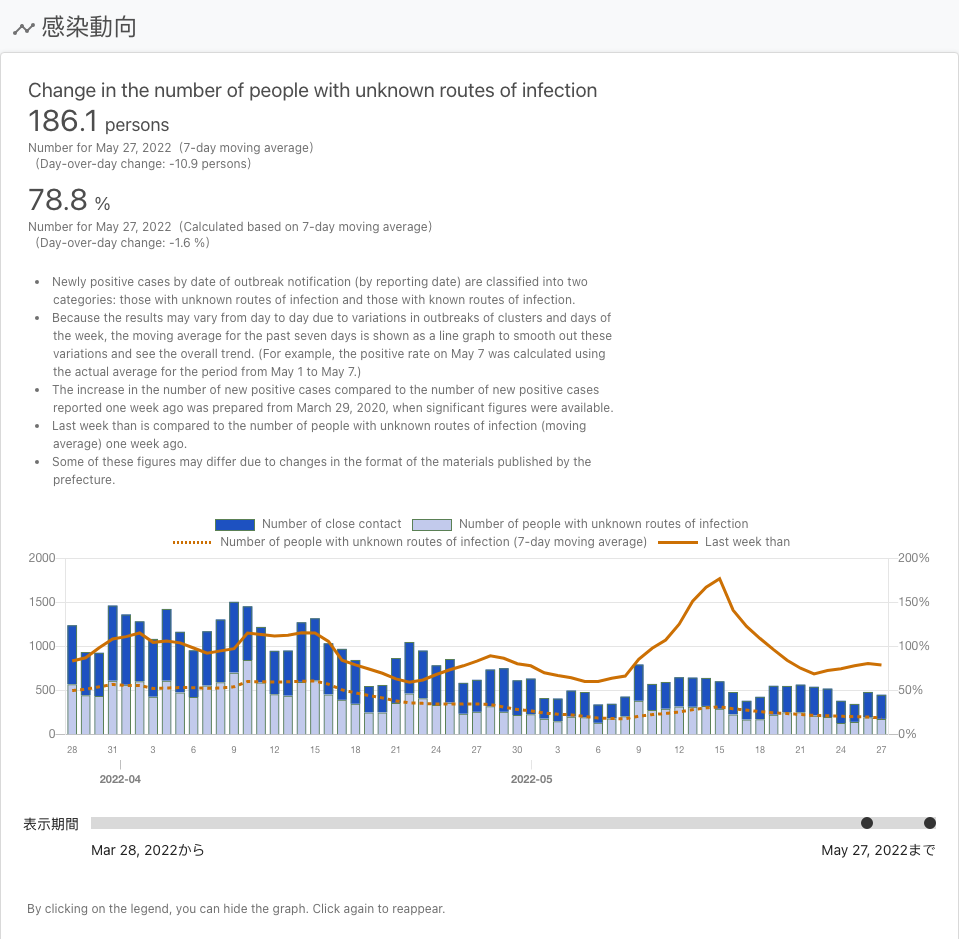 感染動向
Change in the number of people with unknown routes of infection
186.1 persons
Number for May 27, 2022 (7-day moving average)
(Day-over-day change: -10.9 persons)
78.8 %
Number for May 27, 2022 (Calculated based on 7-day moving average)
(Day-over-day change: -1.6 %)
• Newly positive cases by date of outbreak notification (by reporting date) are classified into two
categories: those with unknown routes of infection and those with known routes of infection.
• Because the results may vary from day to day due to variations in outbreaks of clusters and days of
the week, the moving average for the past seven days is shown as a line graph to smooth out these
variations and see the overall trend. (For example, the positive rate on May 7 was calculated using
the actual average for the period from May 1 to May 7.)
• The increase in the number of new positive cases compared to the number of new positive cases
reported one week ago was prepared from March 29, 2020, when significant figures were available.
• Last week than is compared to the number of people with unknown routes of infection (moving
average) one week ago.
• Some of these figures may differ due to changes in the format of the materials published by the
prefecture.
Number of close contact Number of people with unknown routes of infection
Number of people with unknown routes of infection (7-day moving average) Last week than
2000 200%
1500 150%
1000 100%
500 50%
0 0%
28 31 3 6 9 12 15 18 21 24 27 30 3 6 9 12 15 18 21 24 27
2022-04 2022-05
表示期間
Mar 28, 2022から May 27, 2022まで
By clicking on the legend, you can hide the graph. Click again to reappear.